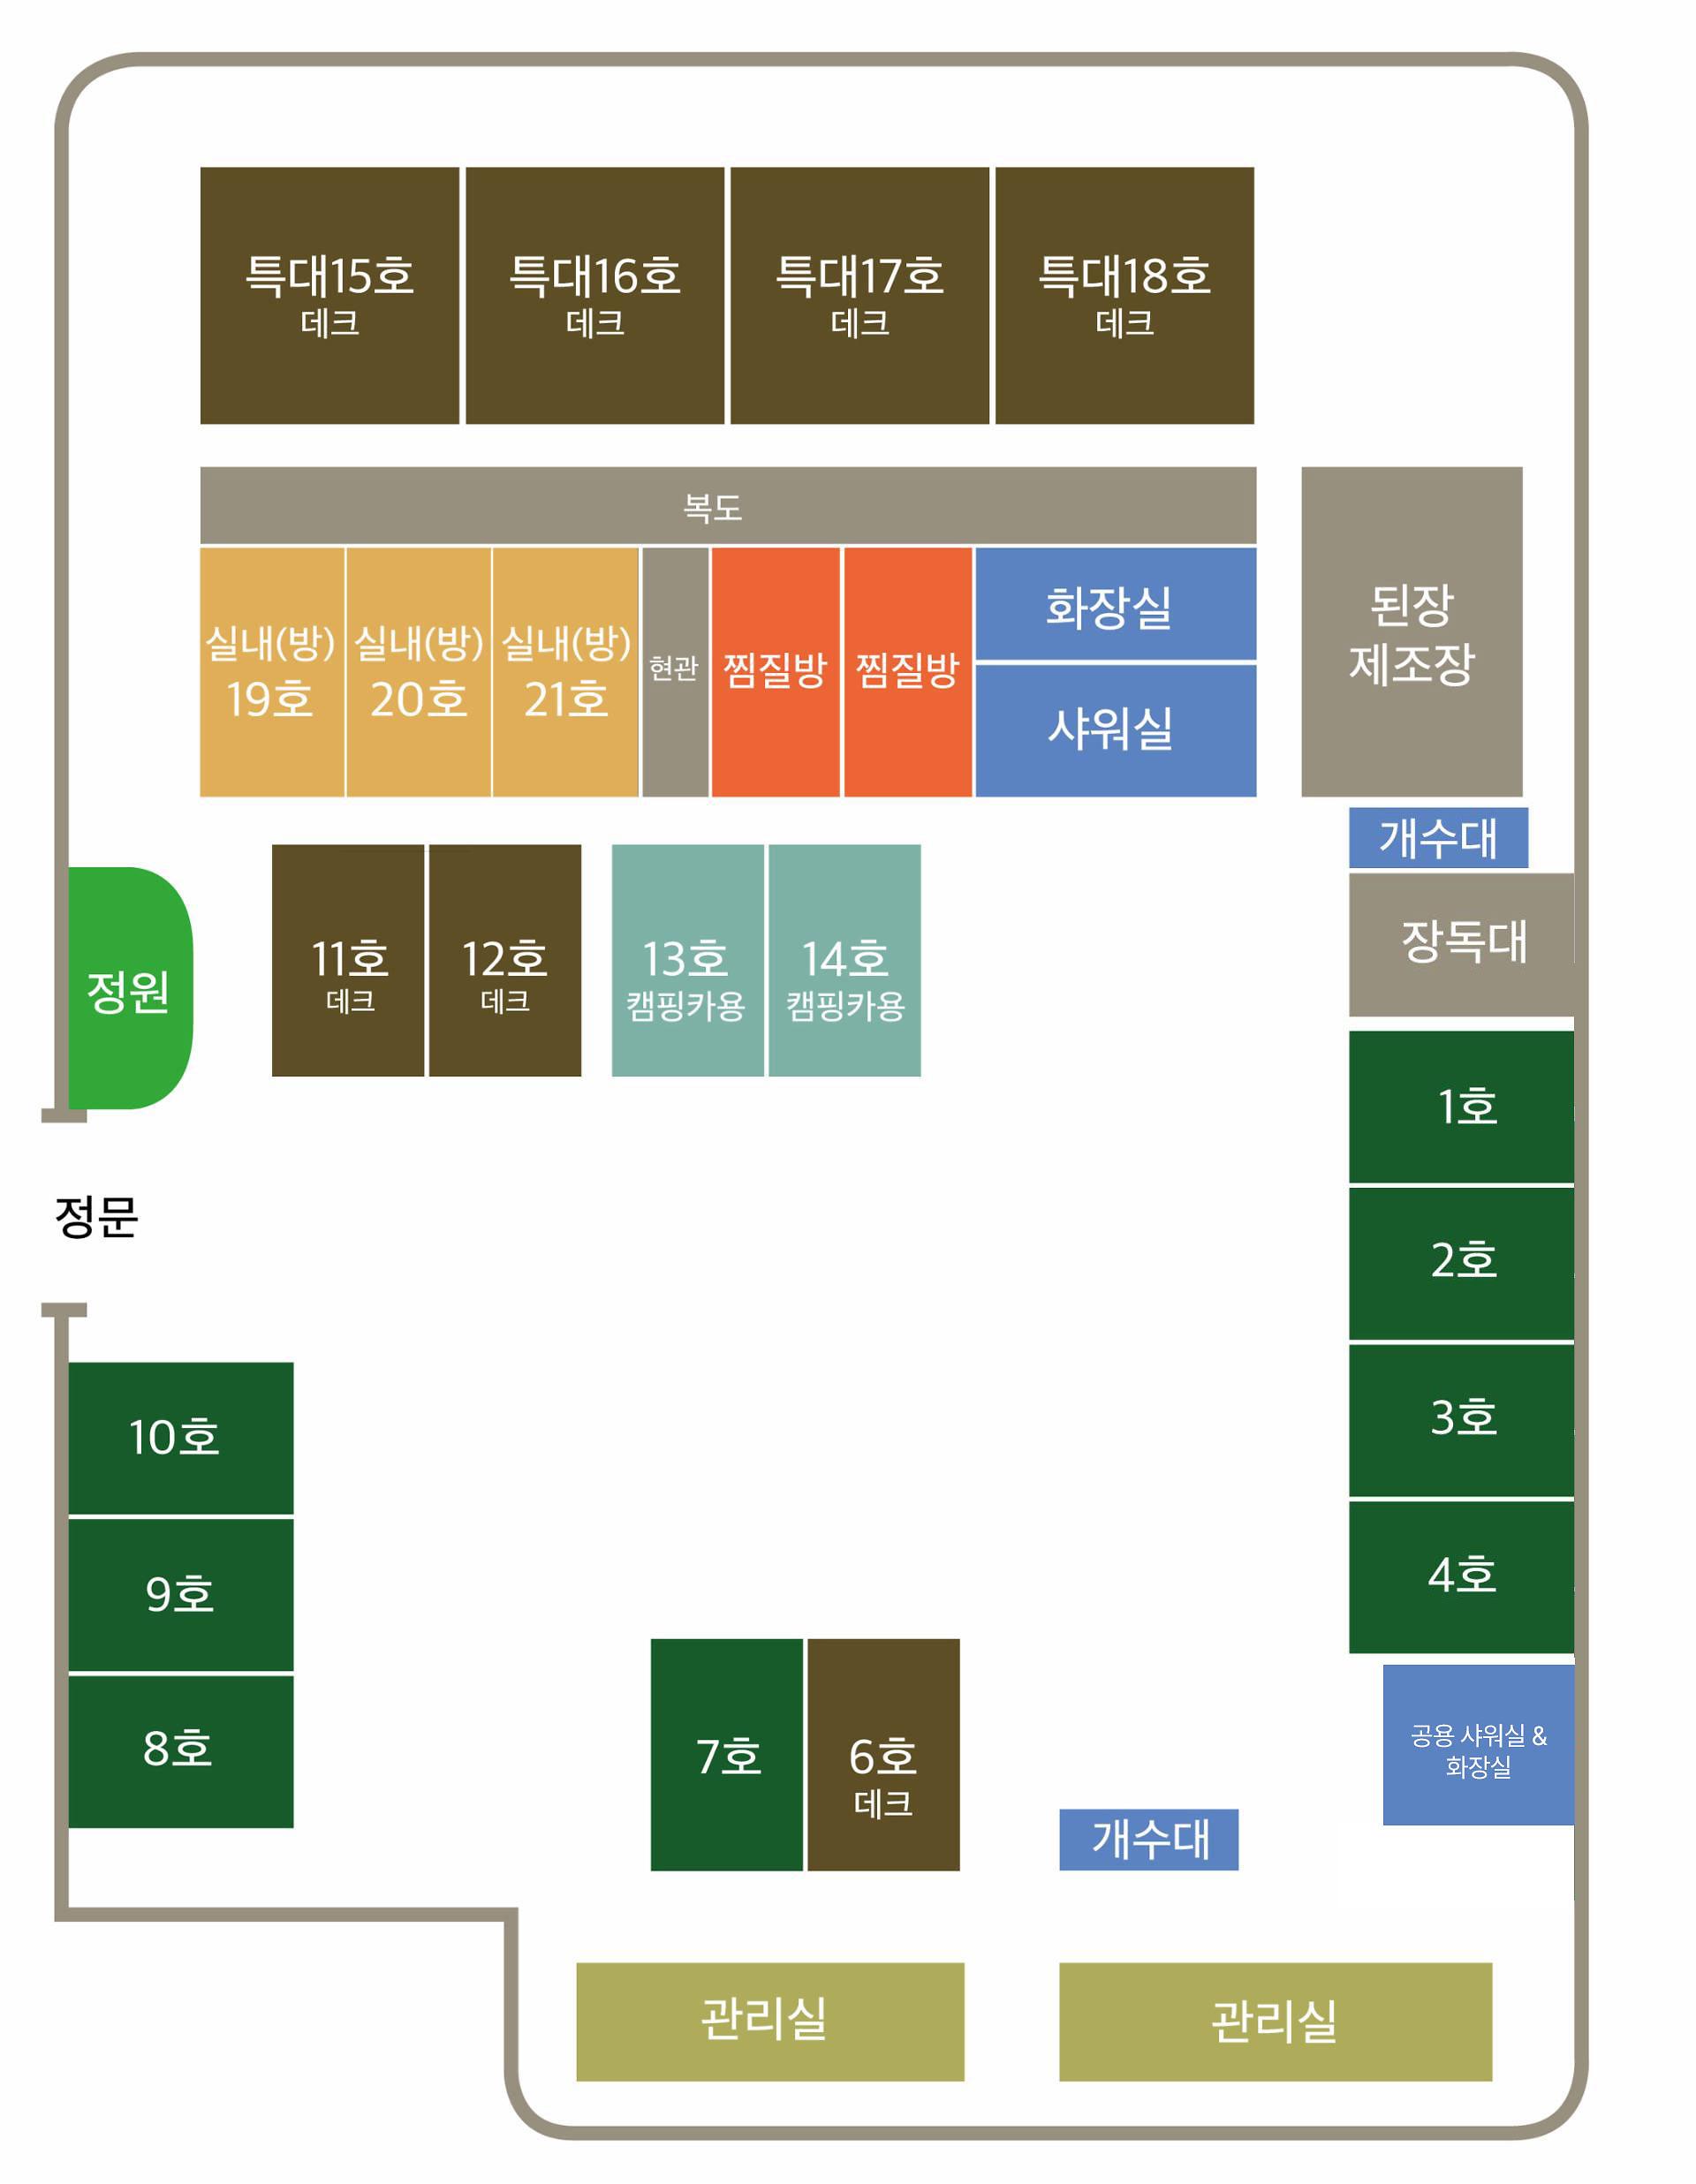 특대15호
데크
특대16호
데크
특대17호
데크
특대18호
데크
복도
실내(방)
19호
실내(방)
20호
실내(방)
21호
현관
찜질방
찜질방
화장실
샤워실
된장
제조장
개수대
장독대
11호
데크
12호
데크
13호
캠핑카용
14호
캠핑카용
정원
정문
1호
2호
3호
4호
10호
9호
8호
7호
6호
데크
개수대
공용 샤워실 &
화장실
관리실
관리실